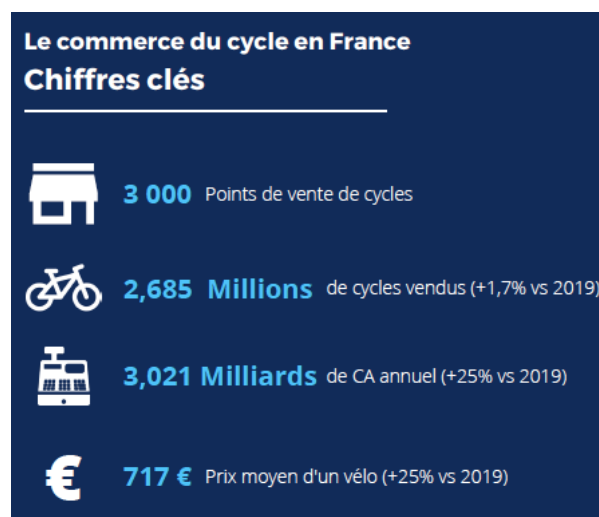 Le commerce du cycle en France
Chiffres clés
3 000 Points de vente de cycles
2,685 Millions de cycles vendus (+1,7% vs 2019)
3,021 Milliards de CA annuel (+25% vs 2019)
€ 717 € Prix moyen d'un vélo (+25% vs 2019)